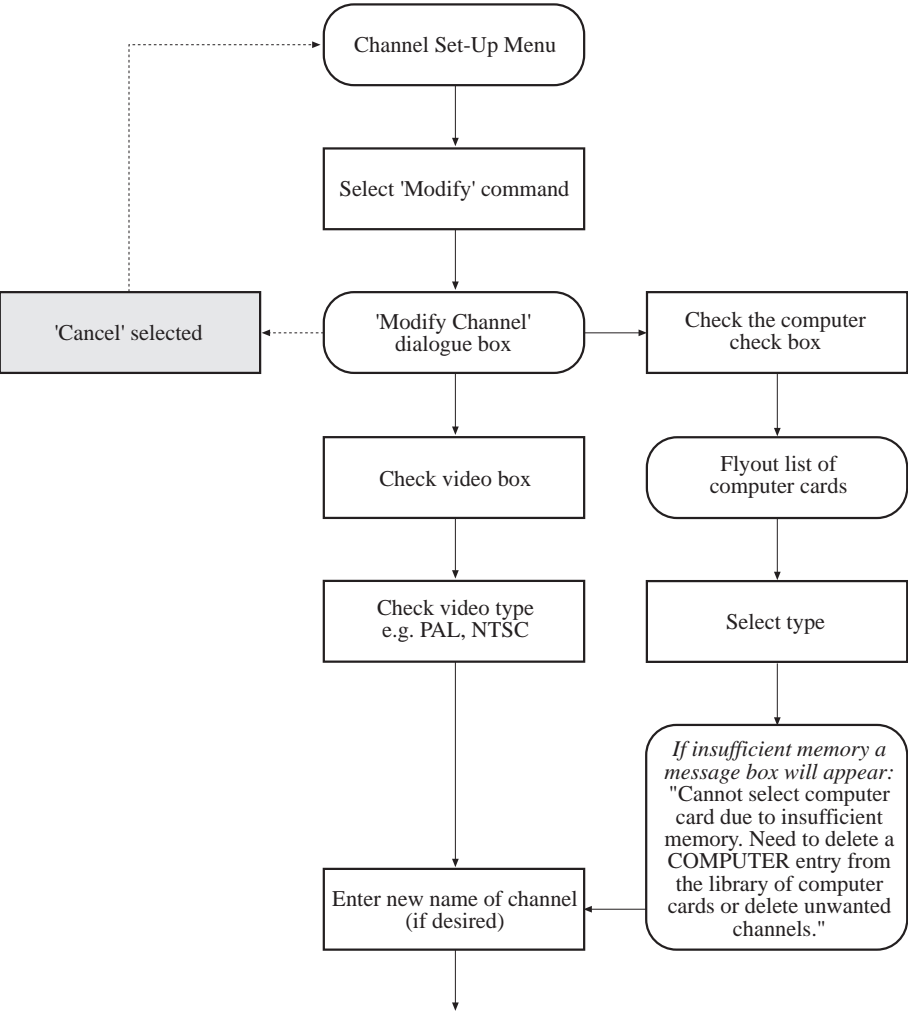 Channel Set-Up Menu
Select 'Modify' command
'Cancel' selected
'Modify Channel'
dialogue box
Check the computer
check box
Check video box
Flyout list of
computer cards
Check video type
e.g. PAL, NTSC
Select type
If insufficient memory a
message box will appear:
"Cannot select computer
card due to insufficient
memory. Need to delete a
COMPUTER entry from
the library of computer
cards or delete unwanted
channels."
Enter new name of channel
(if desired)